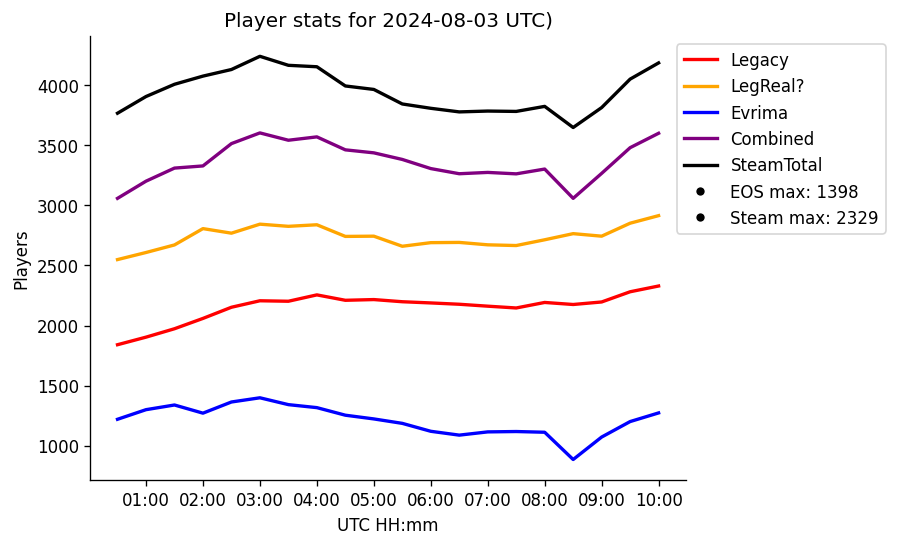 Player stats for 2024-08-03 UTC)
Players
4000
3500
3000
2500
2000
1500
1000
01:00 02:00 03:00 04:00 05:00 06:00 07:00 08:00 09:00 10:00
UTC HH:mm
Legacy
LegReal?
Evrima
Combined
SteamTotal
EOS max: 1398
Steam max: 2329